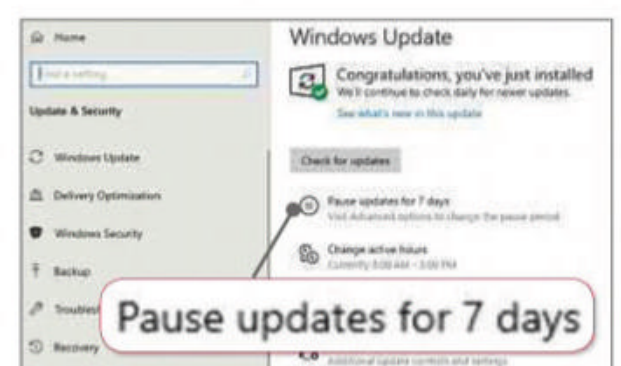 Home
Find a setting
Update & Security
Windows Update
Delivery Optimization
Windows Security
Backup
Troubles
Recovery
Windows Update
Congratulations, you've just installed
We'll continue to check daily for newer updates.
See what's new in this update
Check for updates
Pause updates for 7 days
Visit Advanced options to change the pause period
Change active hours
Currently 8:00 AM - 5:00 PM
Pause updates for 7 days
Additional update controls and settings